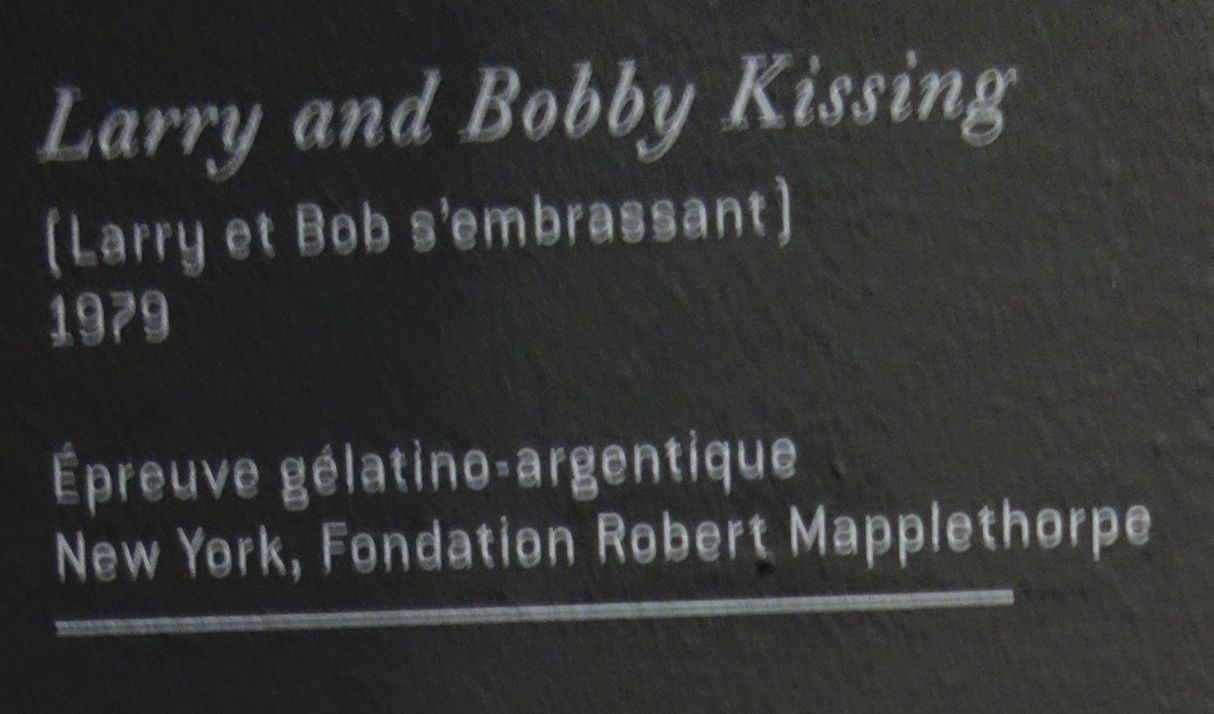 Larry and Bobby Kissing
(Larry et Bob s'embrassant)
1979
Épreuve gélatino-argentique
New York, Fondation Robert Mapplethorpe